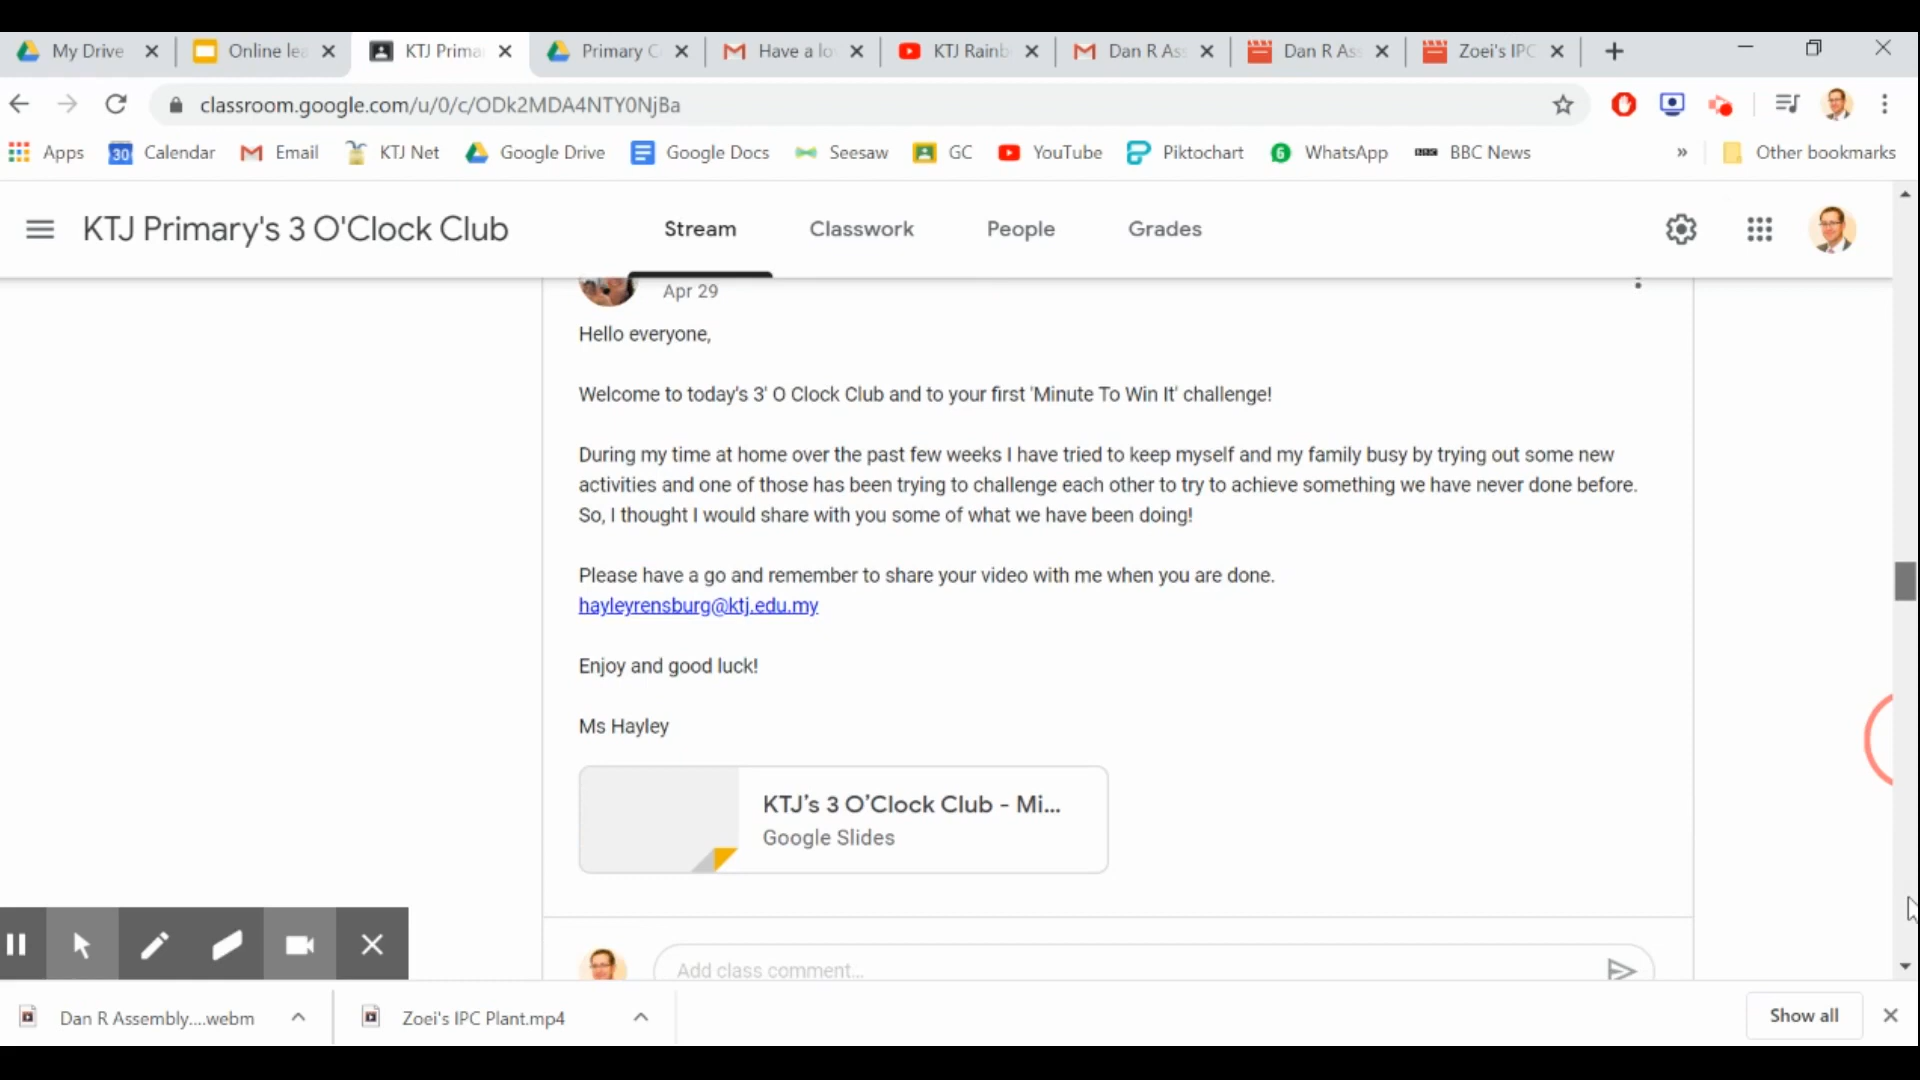 My Drive
Online lea
KTJ Prima
Primary C
Have a lo
KTJ Rainb
Dan R Ass
Dan R Ass
Zoei's IPC
classroom.google.com/u/0/c/ODk2MDA4NTY0NjBa
Apps
30 Calendar
Email
KTJ Net
Google Drive
Google Docs
Seesaw
GC
YouTube
Piktochart
6 WhatsApp
BBC BBC News
»
Other bookmarks
KTJ Primary's 3 O'Clock Club
Stream
Classwork
People
Grades
Apr 29
Hello everyone,
Welcome to today's 3' O Clock Club and to your first 'Minute To Win It' challenge!
During my time at home over the past few weeks I have tried to keep myself and my family busy by trying out some new
activities and one of those has been trying to challenge each other to try to achieve something we have never done before.
So, I thought I would share with you some of what we have been doing!
Please have a go and remember to share your video with me when you are done.
hayleyrensburg@ktj.edu.my
Enjoy and good luck!
Ms Hayley
KTJ’s 3 O’Clock Club - Mi...
Google Slides
Add class comment...
Dan R Assembly....webm
Zoei's IPC Plant.mp4
Show all